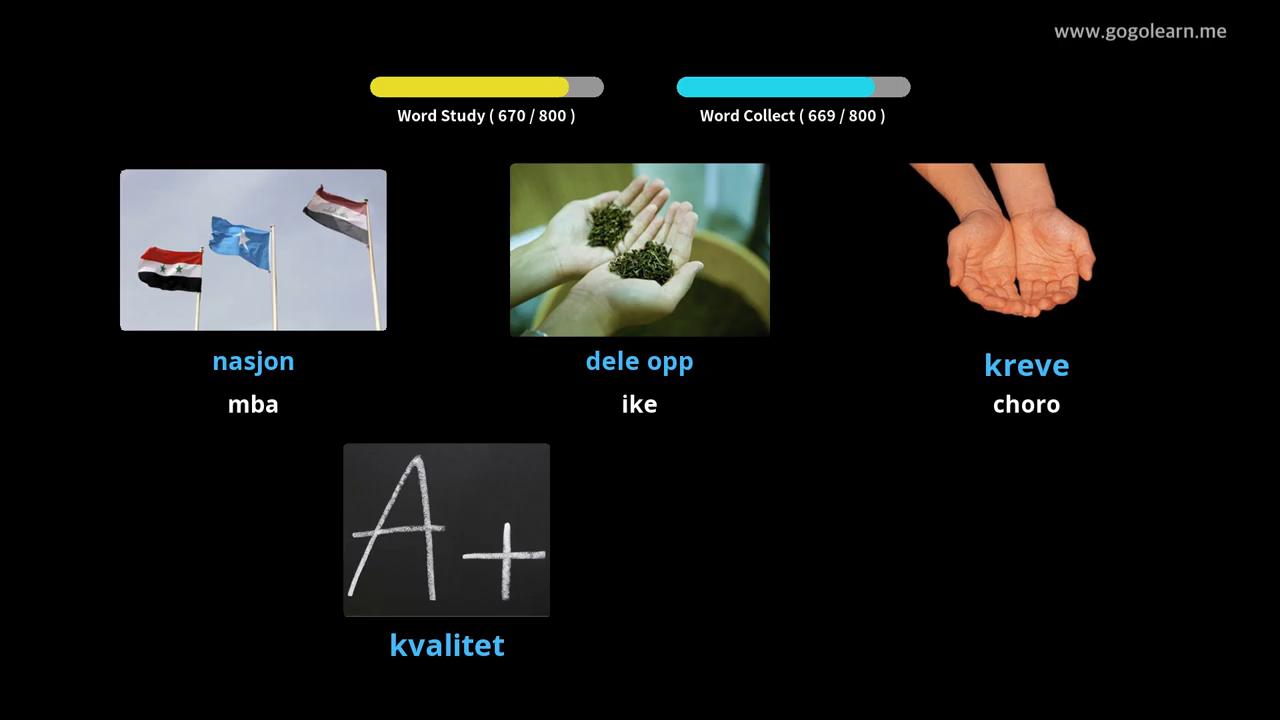 www.gogolearn.me
Word Study ( 670 / 800 )
Word Collect ( 669 / 800 )
nasjon
mba
dele opp
ike
kreve
choro
A+
kvalitet